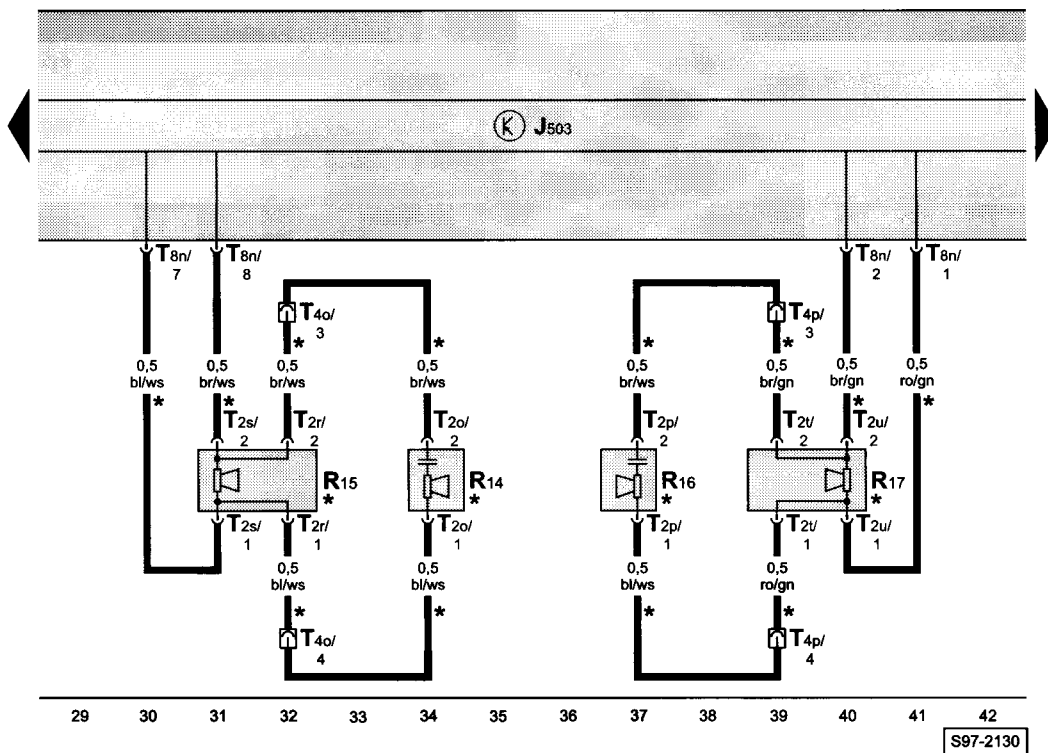 K J503
T8n/ T8n/ T8n/ T8n/
7 8 2 1
T4o/ T4p/
3 3
* * * *
0,5 0,5 0,5 0,5 0,5 0,5 0,5 0,5
bl/ws br/ws br/ws br/ws br/ws br/gn br/gn ro/gn
* * * *
T2s/ T2r/ T2o/ T2p/ T2t/ T2u/
2 2 2 2 2 2
R15 R14 R16 R17
* * * *
T2s/ T2r/ T2o/ T2p/ T2t/ T2u/
1 1 1 1 1 1
0,5 0,5 0,5 0,5
bl/ws bl/ws bl/ws ro/gn
* * * *
T4o/ T4p/
4 4
29 30 31 32 33 34 35 36 37 38 39 40 41 42
S97-2130